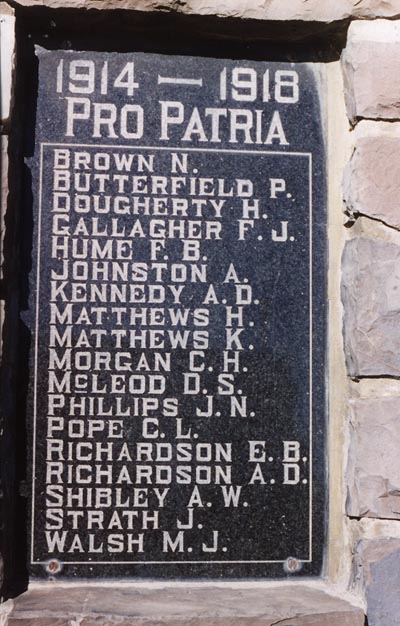 1914 — 1918
PRO PATRIA
BROWN N.
BUTTERFIELD P.
DOUGHERTY H.
GALLAGHER F. J.
HUME F. B.
JOHNSTON A.
KENNEDY A. D.
MATTHEWS H.
MATTHEWS K.
MORGAN C. H.
McLEOD D. S.
PHILLIPS J. N.
POPE C. L.
RICHARDSON E. B.
RICHARDSON A. D.
SHIBLEY A. W.
STRATH J.
WALSH M. J.